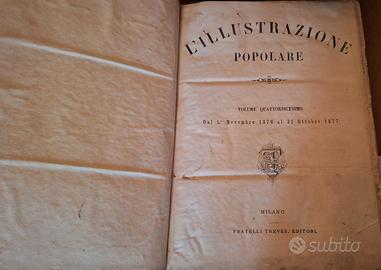 L'ILLUSTRAZIONE
POPOLARE
VOLUME QUATTORDICESIMO
Dal 1.° Novembre 1876 al 31 Ottobre 1877
MILANO
FRATELLI TREVES, EDITORI.
subito